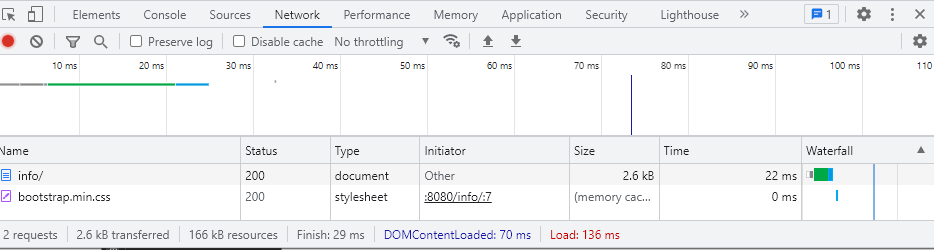 Elements Console Sources Network Performance Memory Application Security Lighthouse » 1
Preserve log Disable cache No throttling
10 ms 20 ms 30 ms 40 ms 50 ms 60 ms 70 ms 80 ms 90 ms 100 ms 110
Name Status Type Initiator Size Time Waterfall
info/ 200 document Other 2.6 kB 22 ms
bootstrap.min.css 200 stylesheet :8080/info/:7 (memory cac... 0 ms
2 requests 2.6 kB transferred 166 kB resources Finish: 29 ms DOMContentLoaded: 70 ms Load: 136 ms